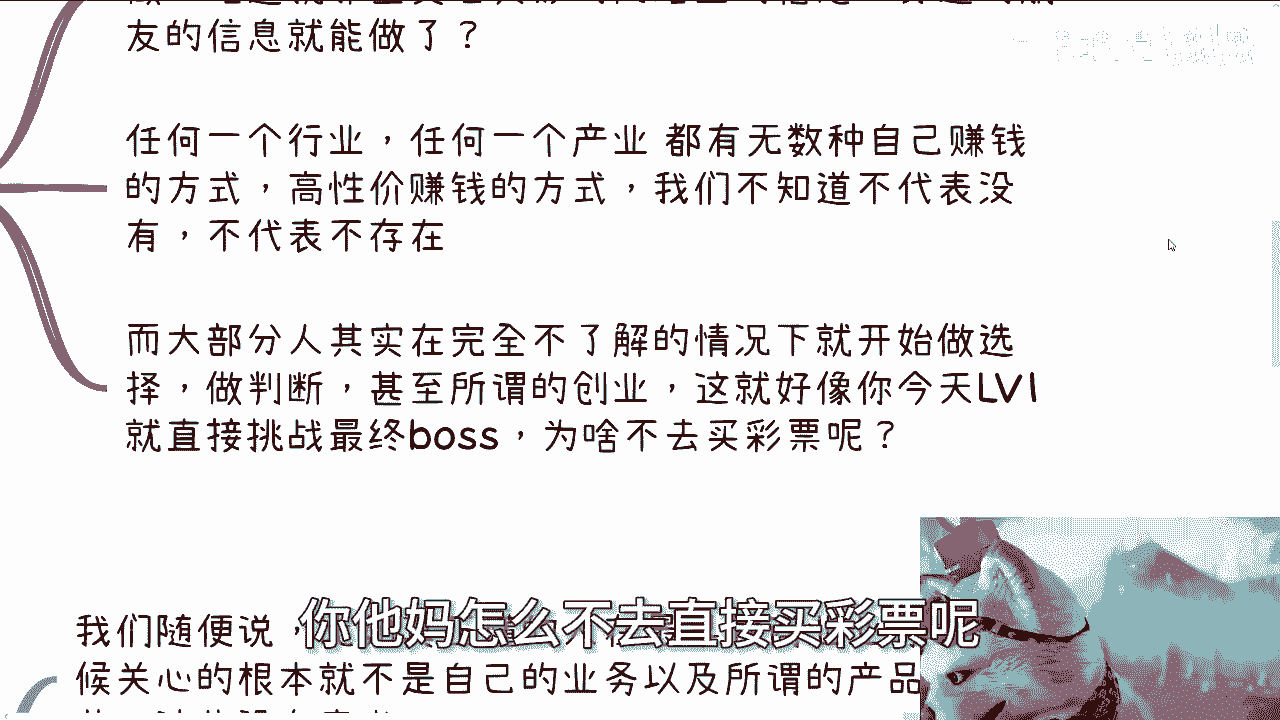 友的信息就能做了？
任何一个行业，任何一个产业 都有无数种自己赚钱
的方式，高性价赚钱的方式，我们不知道不代表没
有，不代表不存在
而大部分人其实在完全不了解的情况下就开始做选
择，做判断，甚至所谓的创业，这就好像你今天LV1
就直接挑战最终boss，为啥不去买彩票呢？
我们随便说，
你他妈怎么不去直接买彩票呢
候关心的根本就不是自己的业务以及所谓的产品